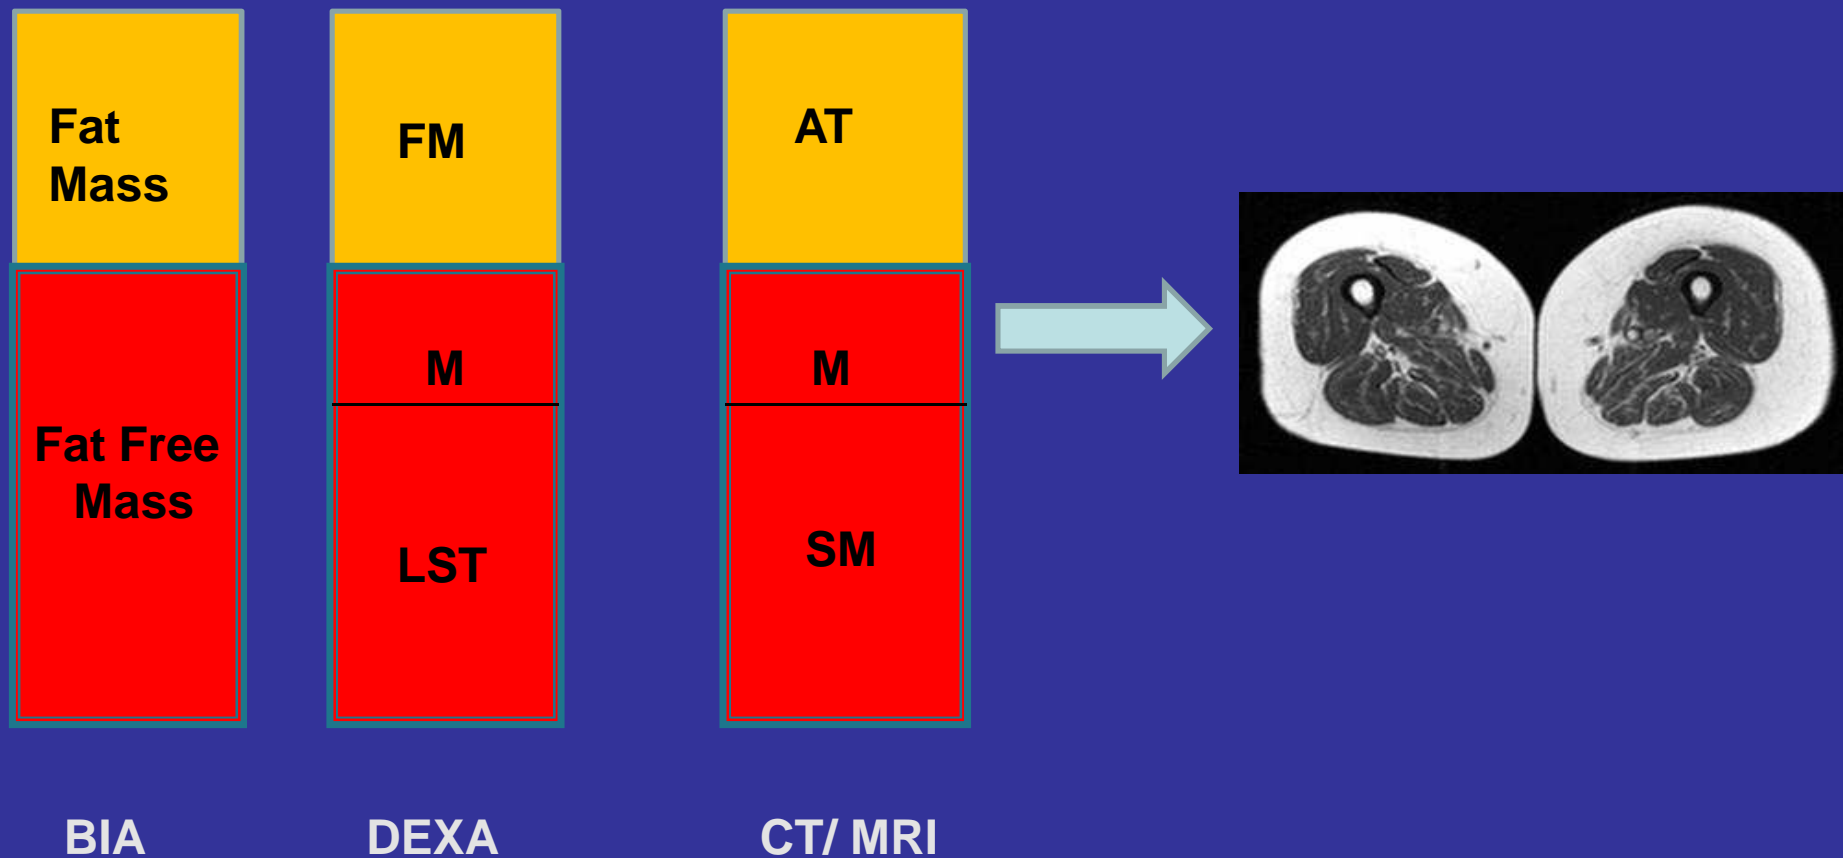 Fat
Mass
FM
AT
M
M
Fat Free
Mass
LST
SM
BIA
DEXA
CT/ MRI